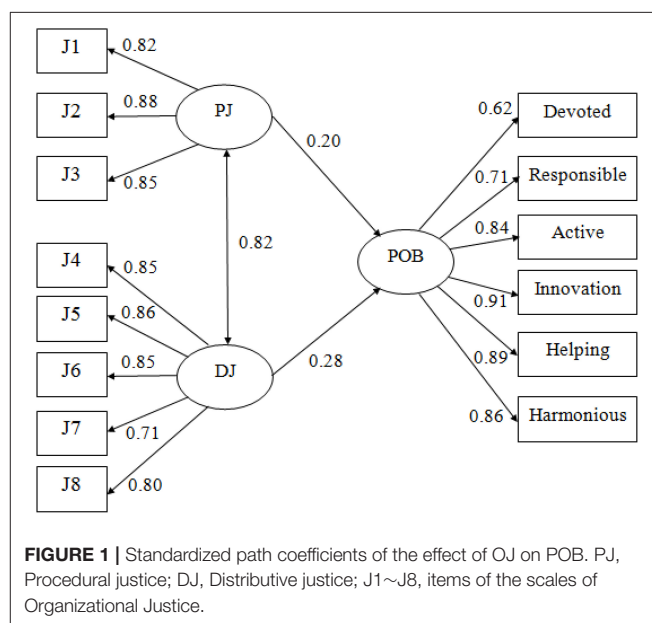 J1
0.82
J2
0.88
PJ
J3
0.85
0.20
0.62
Devoted
0.71
Responsible
0.84
Active
POB
0.91
Innovation
0.89
Helping
0.86
Harmonious
0.82
J4
0.85
J5
0.86
J6
0.85
DJ
0.28
J7
0.71
J8
0.80
FIGURE 1 | Standardized path coefficients of the effect of OJ on POB. PJ,
Procedural justice; DJ, Distributive justice; J1~J8, items of the scales of
Organizational Justice.